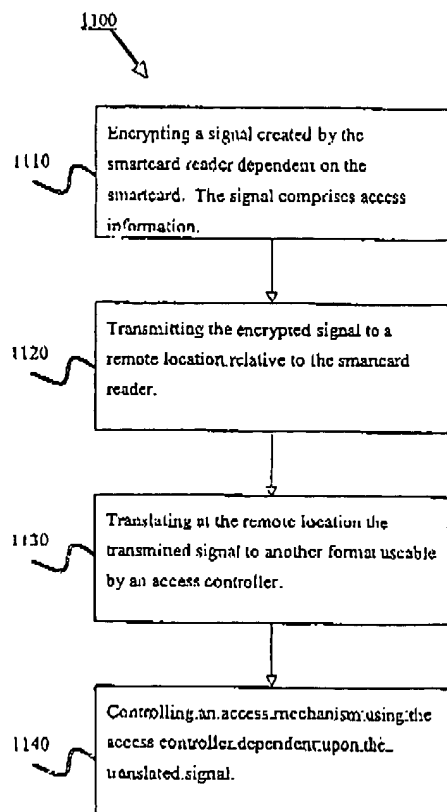 1100
1110
Encrypting a signal created by the
smartcard reader dependent on the
smartcard. The signal comprises access
information.
1120
Transmitting the encrypted signal to a
remote location relative to the smartcard
reader.
1130
Translating at the remote location the
transmitted signal to another format useable
by an access controller.
1140
Controlling an access mechanism using the
access controller dependent upon the
translated signal.